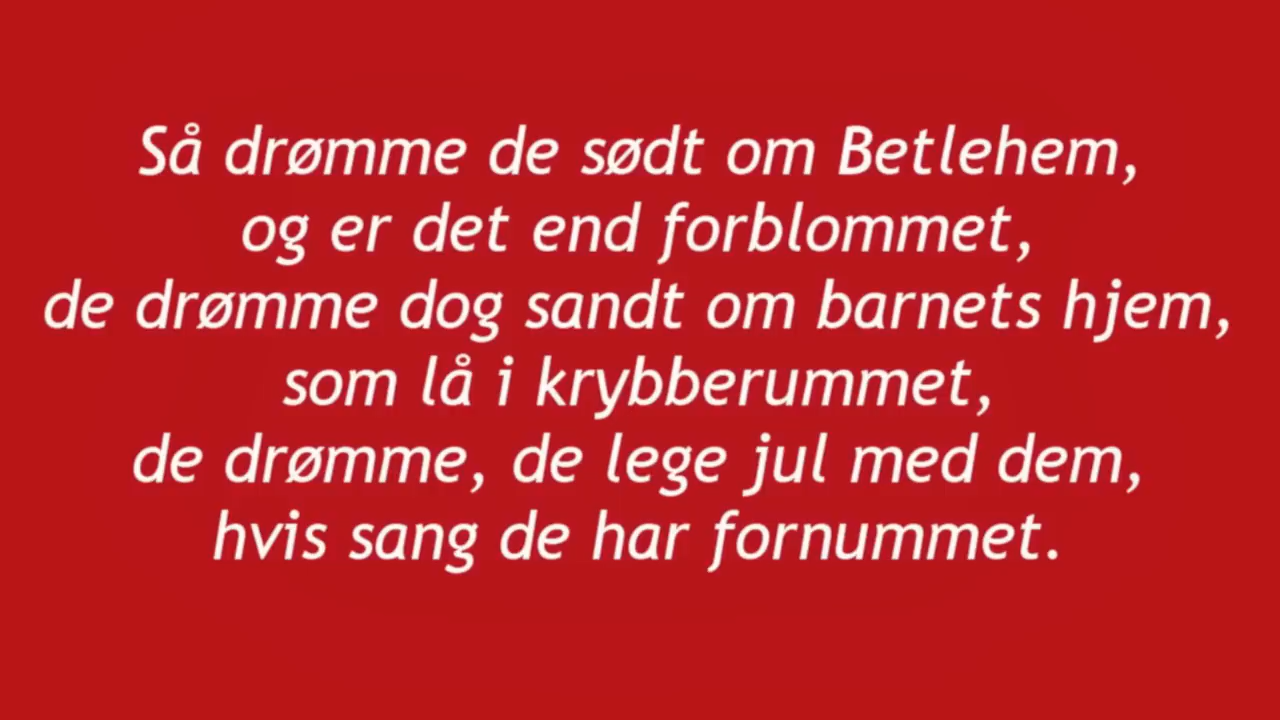 Så drømme de sødt om Betlehem,
og er det end forblommet,
de drømme dog sandt om barnets hjem,
som lå i krybberummet,
de drømme, de lege jul med dem,
hvis sang de har fornummet.